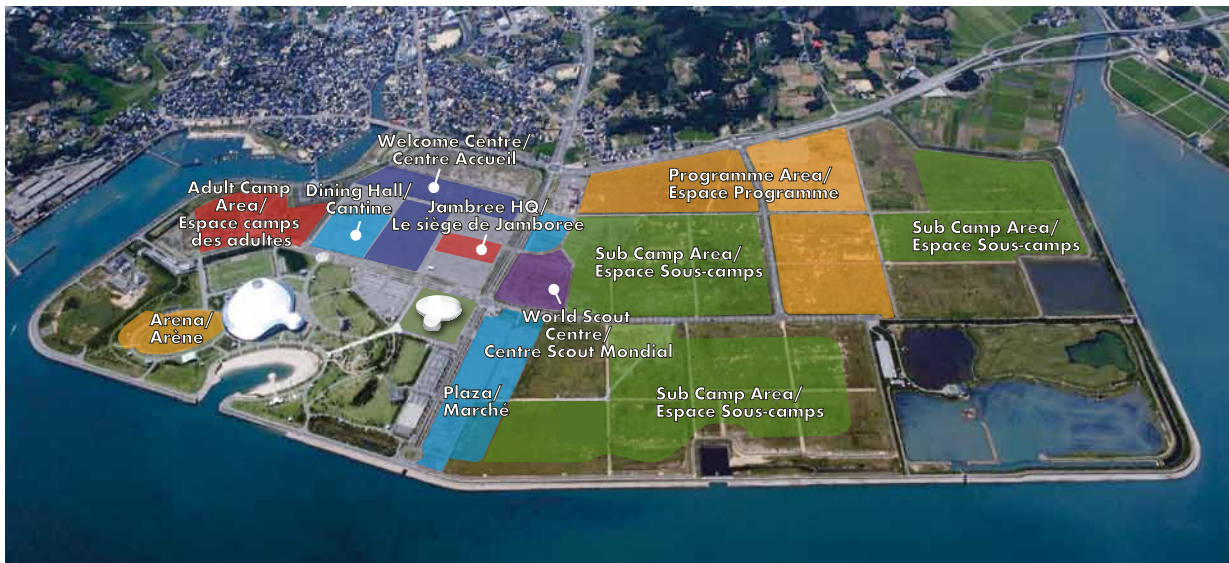 Welcome Centre/
Centre Accueil
Adult Camp
Area/
Espace camps
des adultes
Dining Hall/
Cantine
Jambree HQ/
Le siège de Jamboree
Programme Area/
Espace Programme
Sub Camp Area/
Espace Sous-camps
Sub Camp Area/
Espace Sous-camps
Arena/
Arène
World Scout
Centre/
Centre Scout Mondial
Plaza/
Marché
Sub Camp Area/
Espace Sous-camps